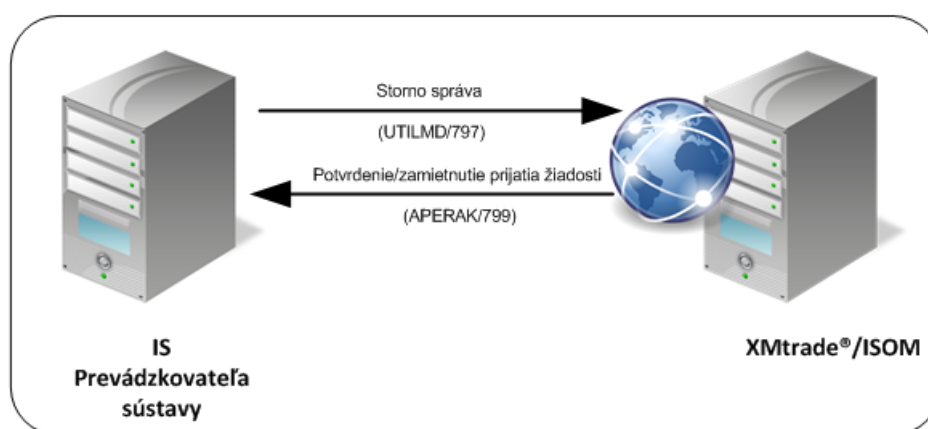 Storno správa
(UTILMD/797)
Potvrdenie/zamietnutie prijatia žiadosti
(APERAK/799)
IS
Prevádzkovateľa
sústavy
XMtrade®/ISOM